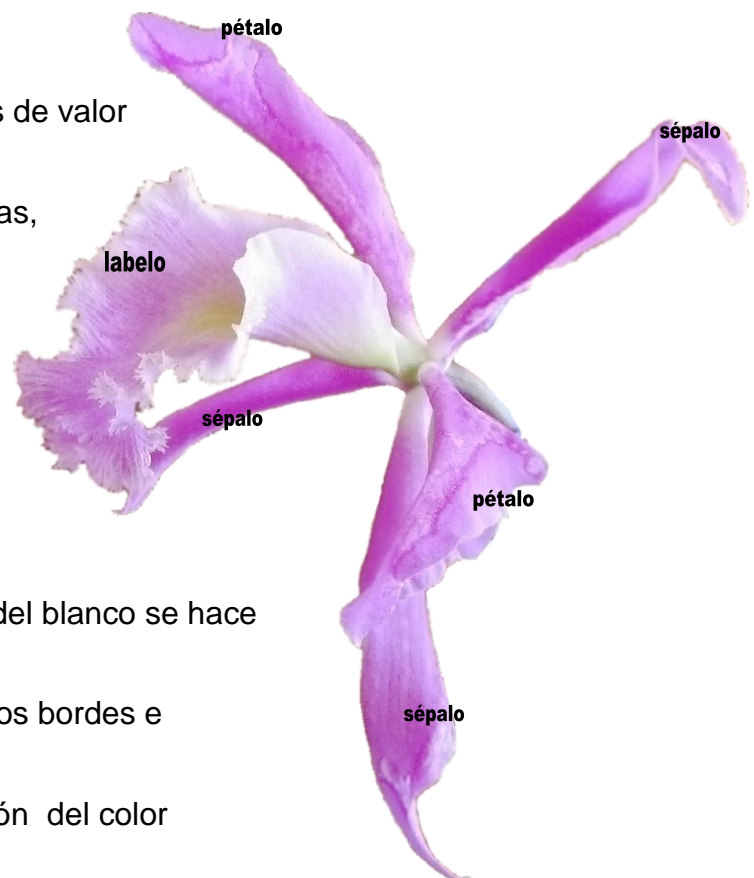 pétalo
s de valor
sépalo
as,
labelo
sépalo
pétalo
del blanco se hace
os bordes e
sépalo
ón  del color